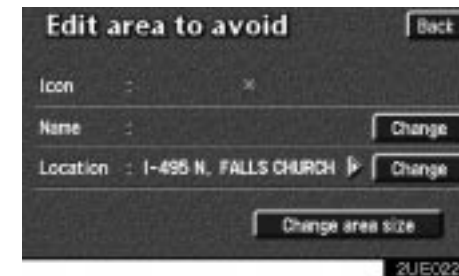 Edit area to avoid Back
Icon :
Name : Change
Location : I-495 N, FALLS CHURCH Change
Change area size
2UE022